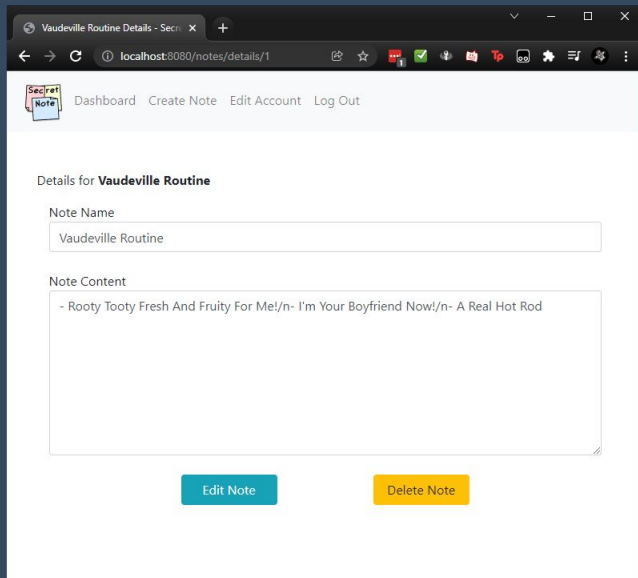 Vaudeville Routine Details - Secr
localhost:8080/notes/details/1
1
Tp
Secret
Note
Dashboard Create Note Edit Account Log Out
Details for Vaudeville Routine
Note Name
Vaudeville Routine
Note Content
- Rooty Tooty Fresh And Fruity For Me!/n- I'm Your Boyfriend Now!/n- A Real Hot Rod
Edit Note Delete Note